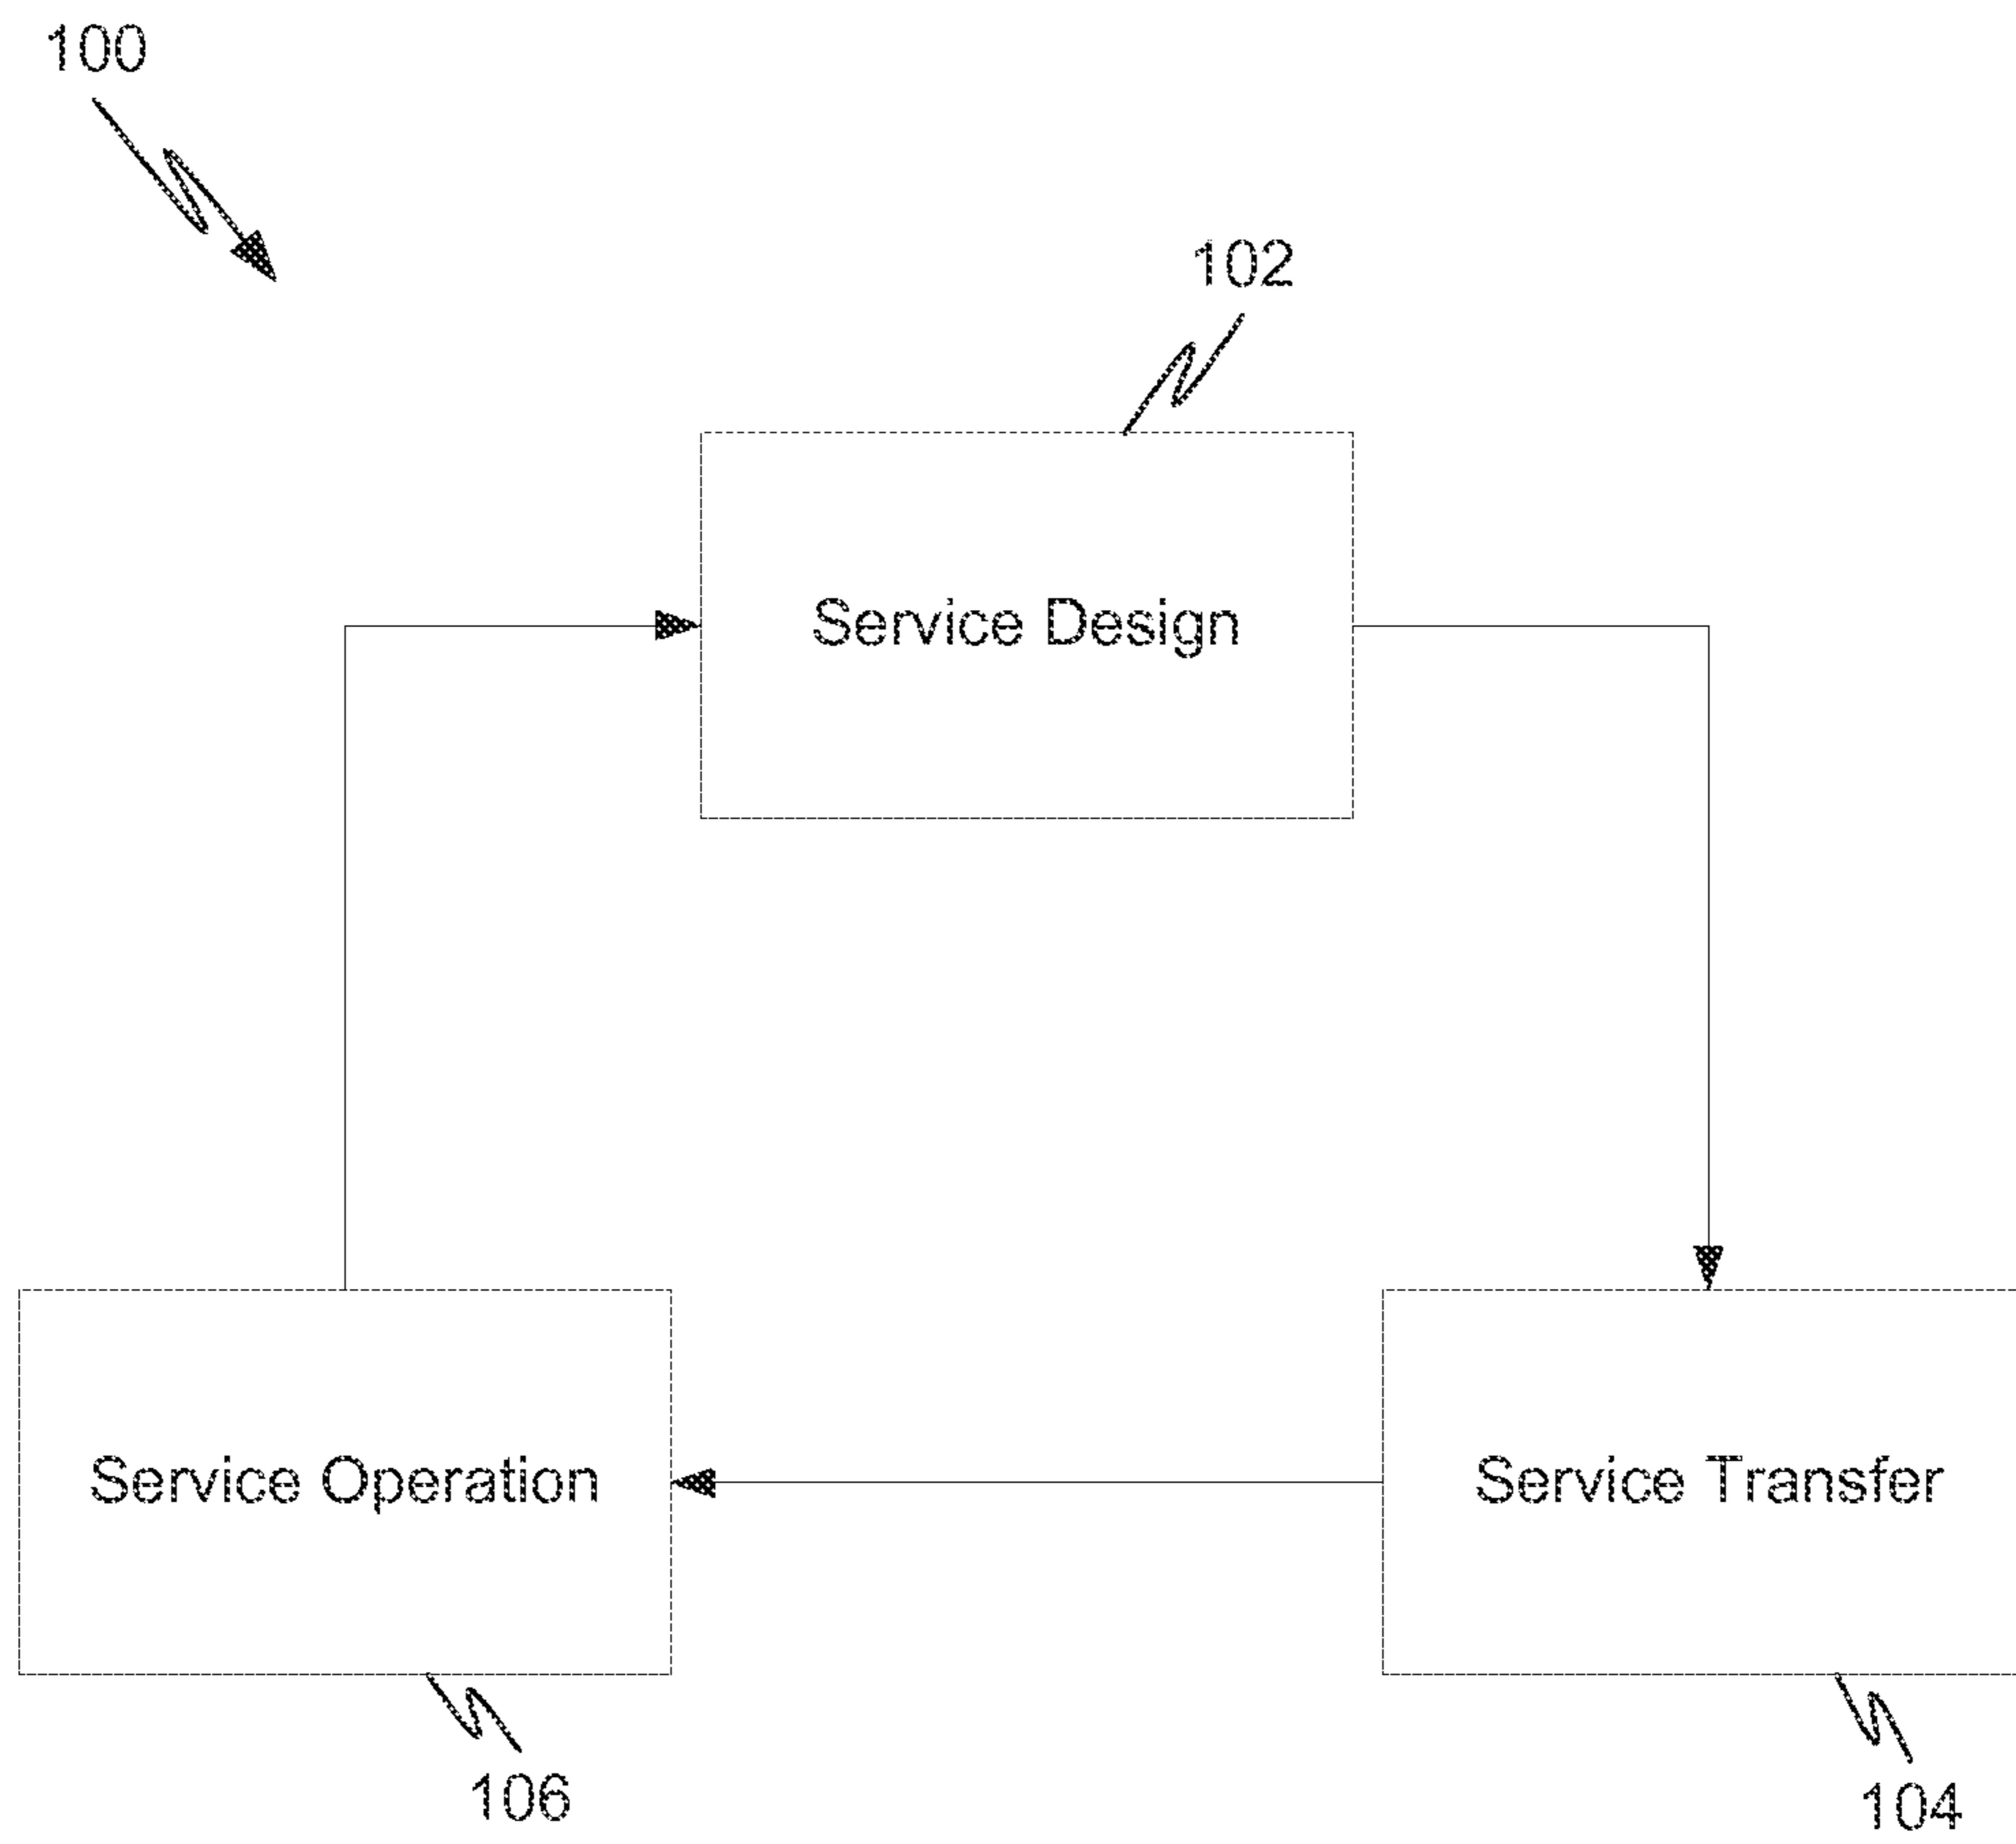 100
102
Service Design
Service Operation
Service Transfer
106
104